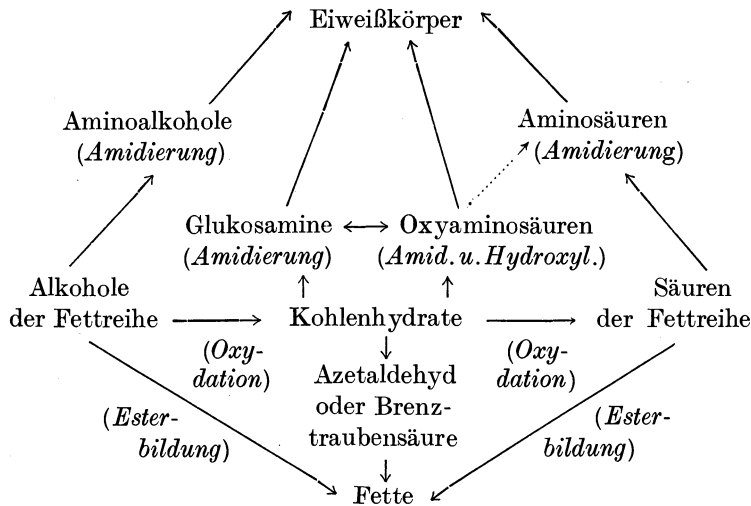 Eiweißkörper
Aminoalkohole
(Amidierung)
Aminosäuren
(Amidierung)
Glukosamine
(Amidierung)
Oxyaminosäuren
(Amid. u. Hydroxyl.)
Alkohole
der Fettreihe
Kohlenhydrate
Säuren
der Fettreihe
(Oxy-
dation)
(Oxy-
dation)
Azetaldehyd
oder Brenz-
traubensäure
(Ester-
bildung)
(Ester-
bildung)
Fette